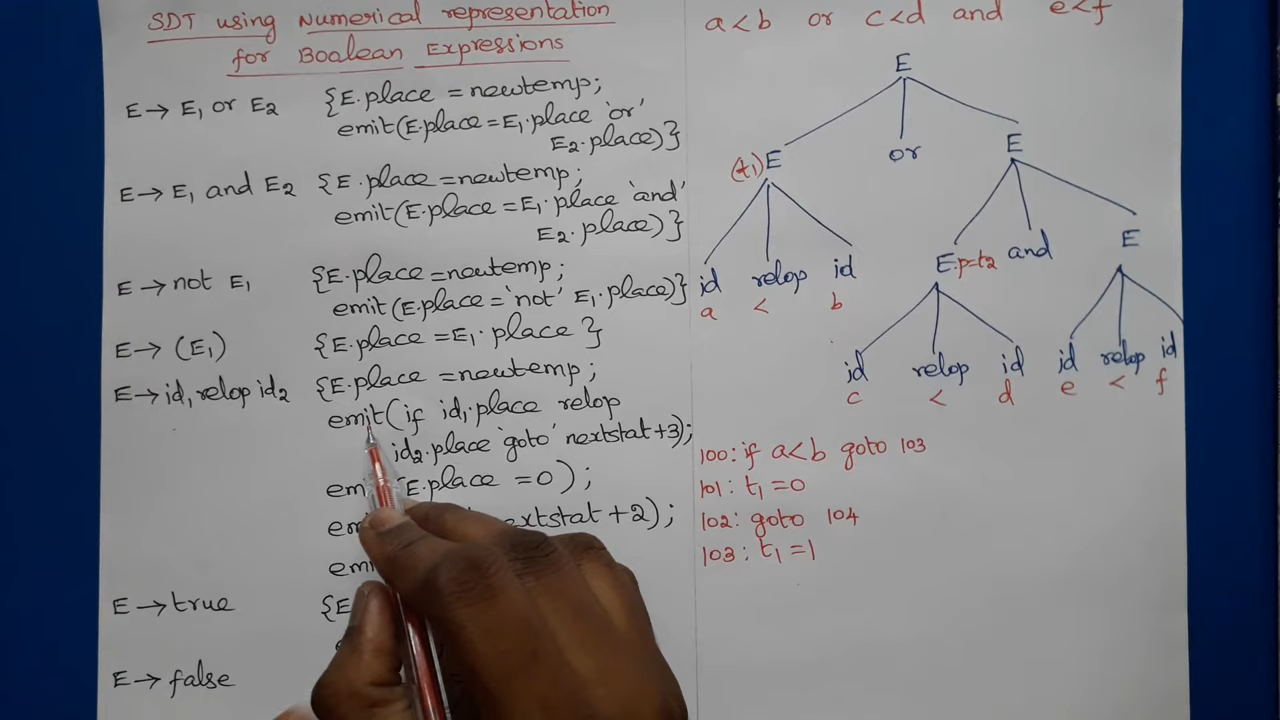 SDT using Numerical representation
for Boolean Expressions
E → E₁ or E₂ {E.place = newtemp;
emit(E.place = E₁.place 'or'
E₂.place)}
E → E₁ and E₂ {E.place = newtemp;
emit(E.place = E₁.place 'and'
E₂.place)}
E → not E₁ {E.place = newtemp;
emit(E.place = 'not' E₁.place)}
E → (E₁) {E.place = E₁.place }
E → id₁ relop id₂ {E.place = newtemp;
emit(if id₁.place relop
id₂.place 'goto' nextstat+3);
emit(E.place = 0);
nextstat + 2);
E → true {E
E → false
a < b or c < d and e < f
E
(t₁) E or E
id relop id E.p=t₂ and E
a < b
id relop id id relop id
c < d e < f
100: if a < b goto 103
101: t₁ = 0
102: goto 104
103: t₁ = 1